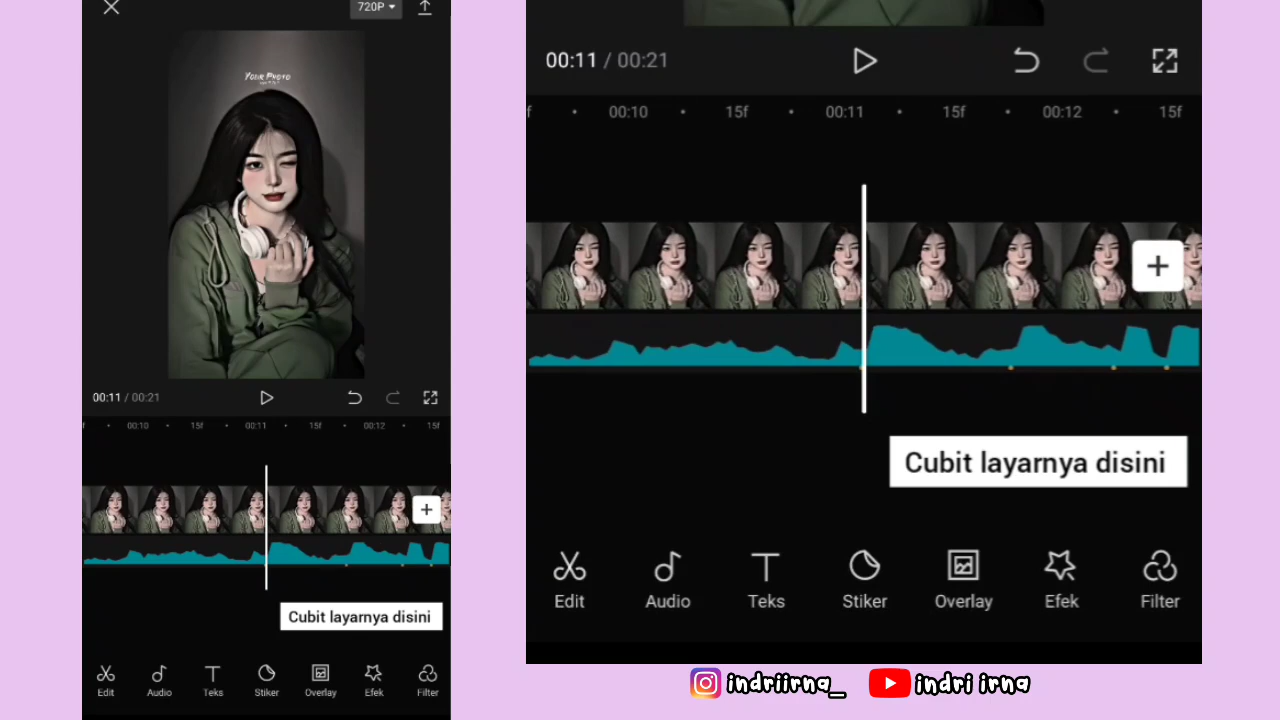 720P
Your Photo
00:11 / 00:21
f 00:10 15f 00:11 15f 00:12 15f
Cubit layarnya disini
Edit Audio Teks Stiker Overlay Efek Filter
00:11 / 00:21
f 00:10 15f 00:11 15f 00:12 15f
Cubit layarnya disini
Edit Audio Teks Stiker Overlay Efek Filter
indriirna_ indri irna